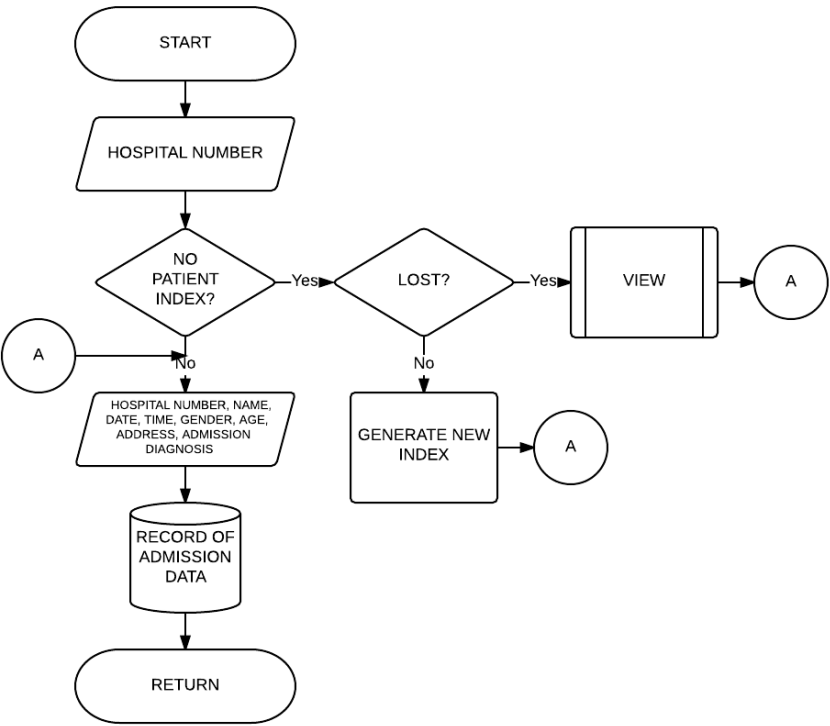 START
HOSPITAL NUMBER
NO
PATIENT
INDEX?
Yes
LOST?
Yes
VIEW
A
A
No
No
HOSPITAL NUMBER, NAME,
DATE, TIME, GENDER, AGE,
ADDRESS, ADMISSION
DIAGNOSIS
GENERATE NEW
INDEX
A
RECORD OF
ADMISSION
DATA
RETURN